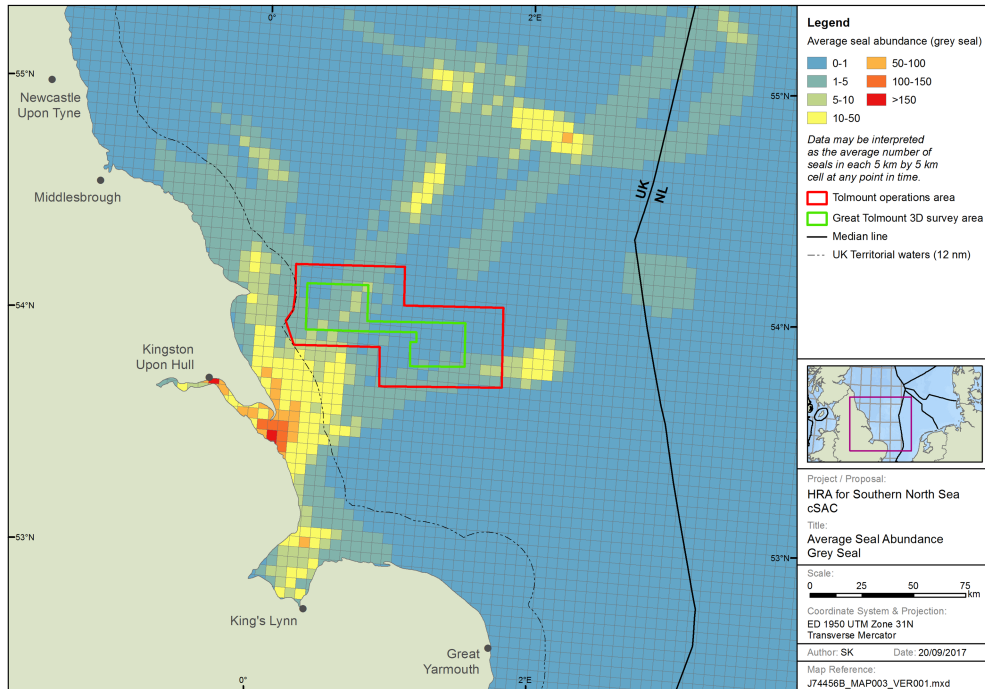 0°
2°E
55°N
55°N
Newcastle
Upon Tyne
Middlesbrough
UK
NL
54°N
54°N
Kingston
Upon Hull
53°N
53°N
King's Lynn
Great
Yarmouth
0°
2°E
Legend
Average seal abundance (grey seal)
0-1
50-100
1-5
100-150
5-10
>150
10-50
Data may be interpreted
as the average number of
seals in each 5 km by 5 km
cell at any point in time.
Tolmount operations area
Great Tolmount 3D survey area
Median line
UK Territorial waters (12 nm)
Project / Proposal:
HRA for Southern North Sea
cSAC
Title:
Average Seal Abundance
Grey Seal
Scale:
0 25 50 75
km
Coordinate System & Projection:
ED 1950 UTM Zone 31N
Transverse Mercator
Author: SK Date: 20/09/2017
Map Reference:
J74456B_MAP003_VER001.mxd